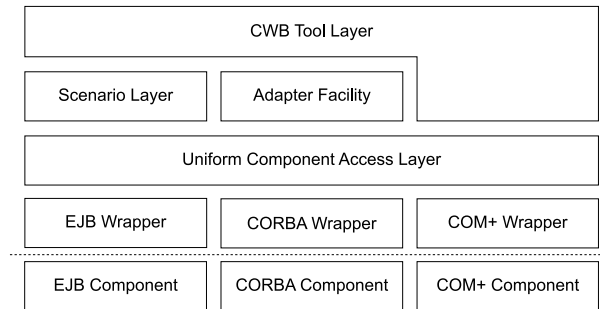 CWB Tool Layer
Scenario Layer
Adapter Facility
Uniform Component Access Layer
EJB Wrapper
CORBA Wrapper
COM+ Wrapper
EJB Component
CORBA Component
COM+ Component